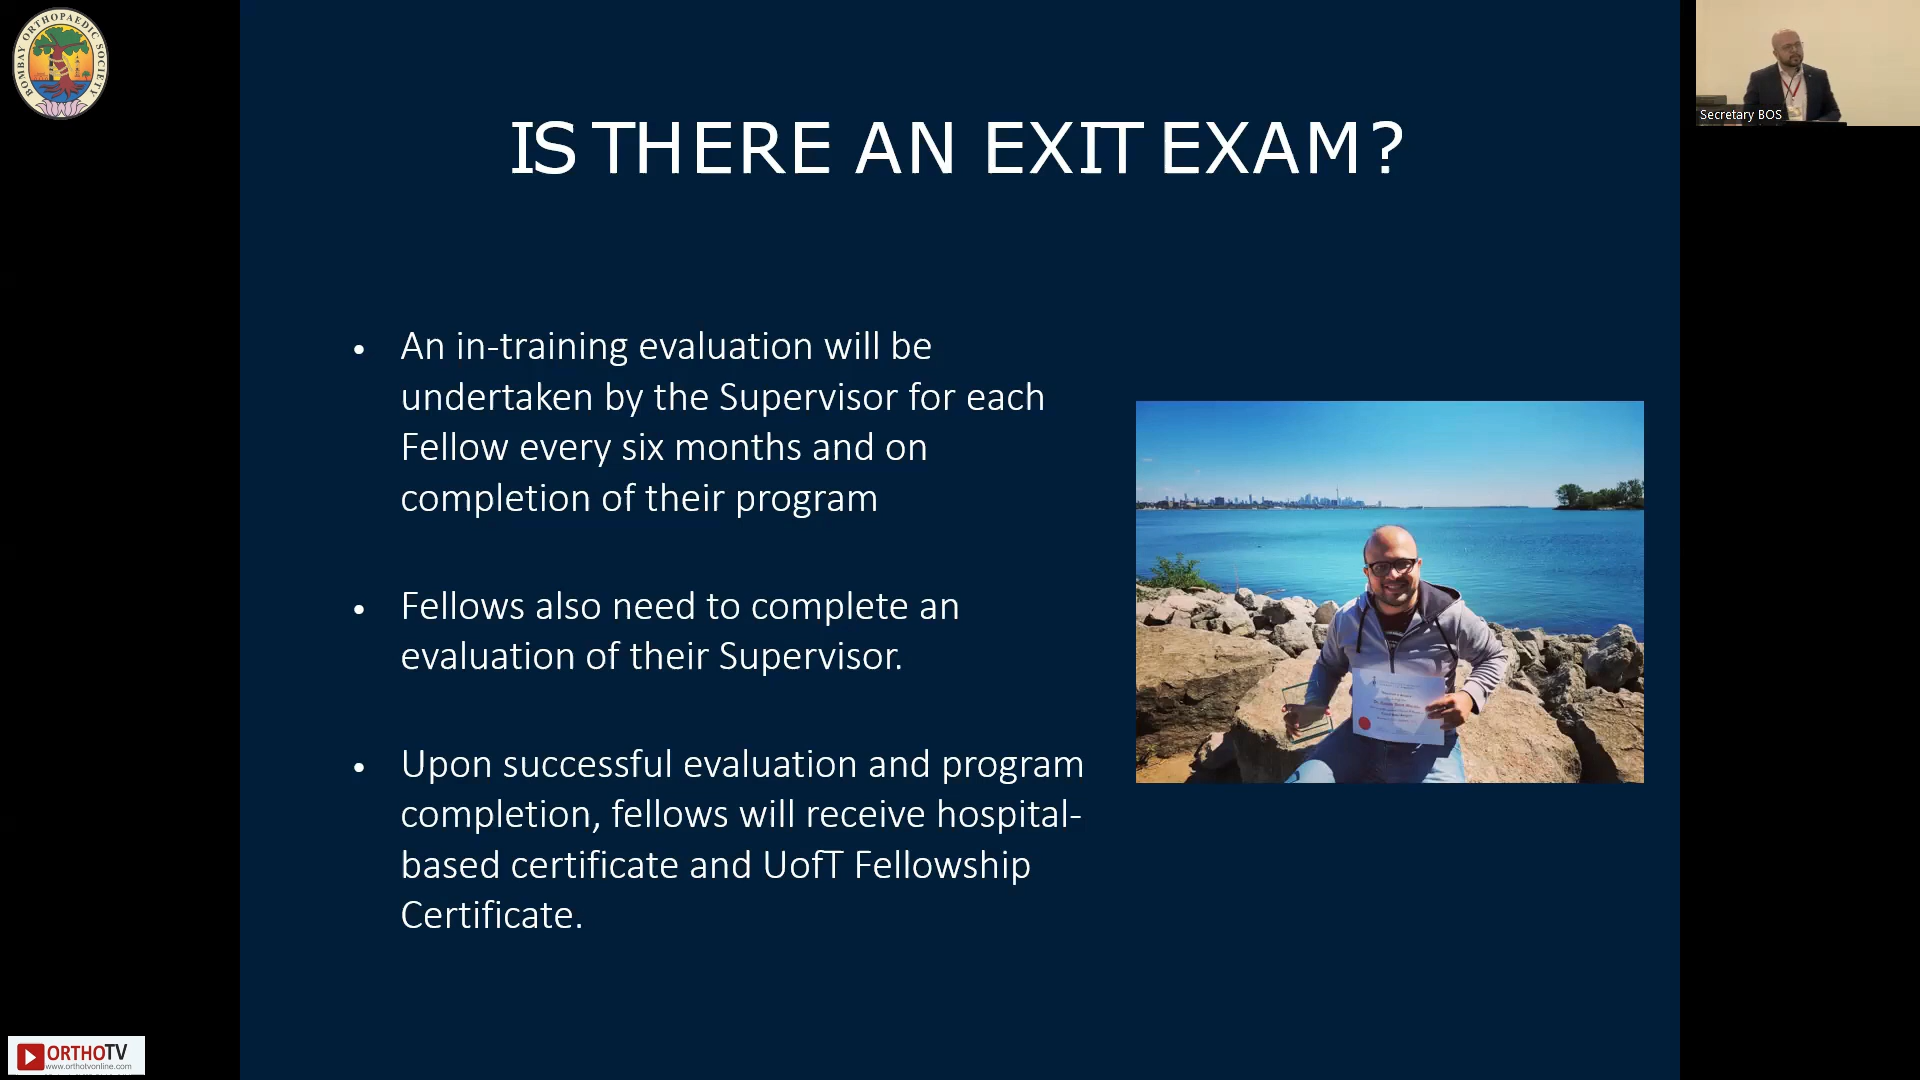 BOMBAY ORTHOPAEDIC SOCIETY
Secretary BOS
IS THERE AN EXIT EXAM?
• An in-training evaluation will be
undertaken by the Supervisor for each
Fellow every six months and on
completion of their program
• Fellows also need to complete an
evaluation of their Supervisor.
• Upon successful evaluation and program
completion, fellows will receive hospital-
based certificate and UofT Fellowship
Certificate.
ORTHOTV
www.orthotvonline.com